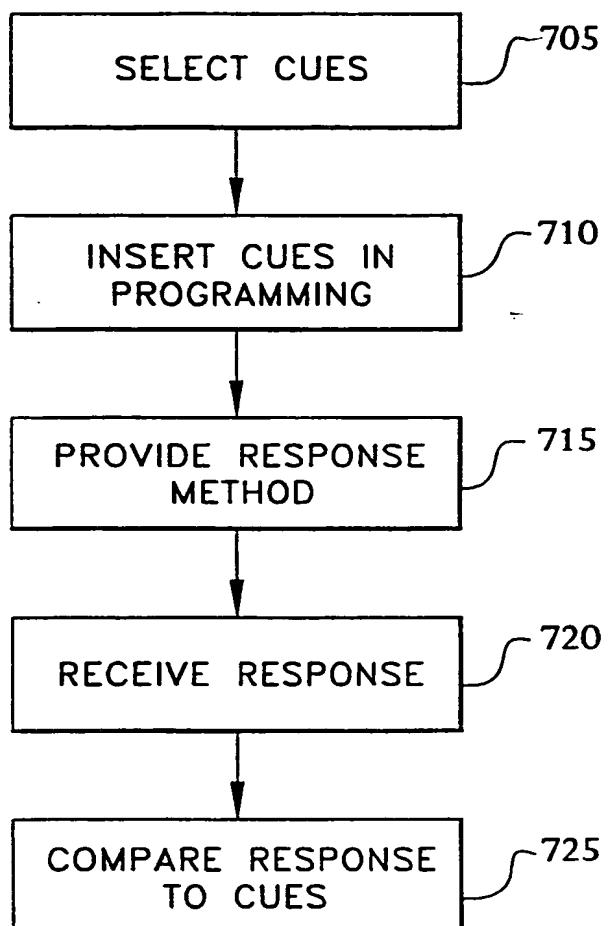 SELECT CUES
705
INSERT CUES IN
PROGRAMMING
710
PROVIDE RESPONSE
METHOD
715
RECEIVE RESPONSE
720
COMPARE RESPONSE
TO CUES
725